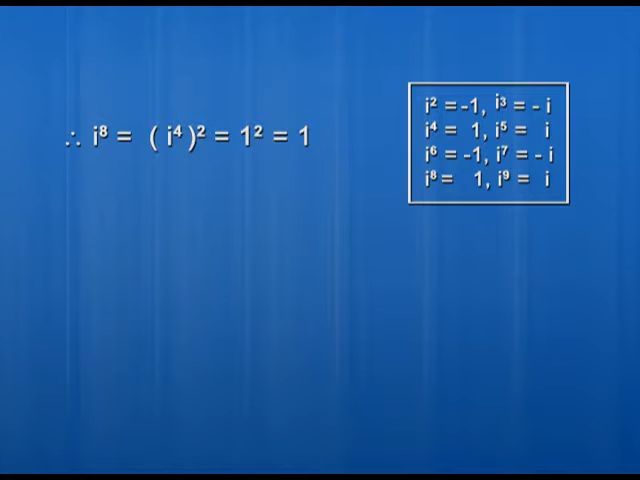 ∴ i⁸ = ( i⁴ )² = 1² = 1
i² = -1, i³ = - i
i⁴ = 1, i⁵ = i
i⁶ = -1, i⁷ = - i
i⁸ = 1, i⁹ = i